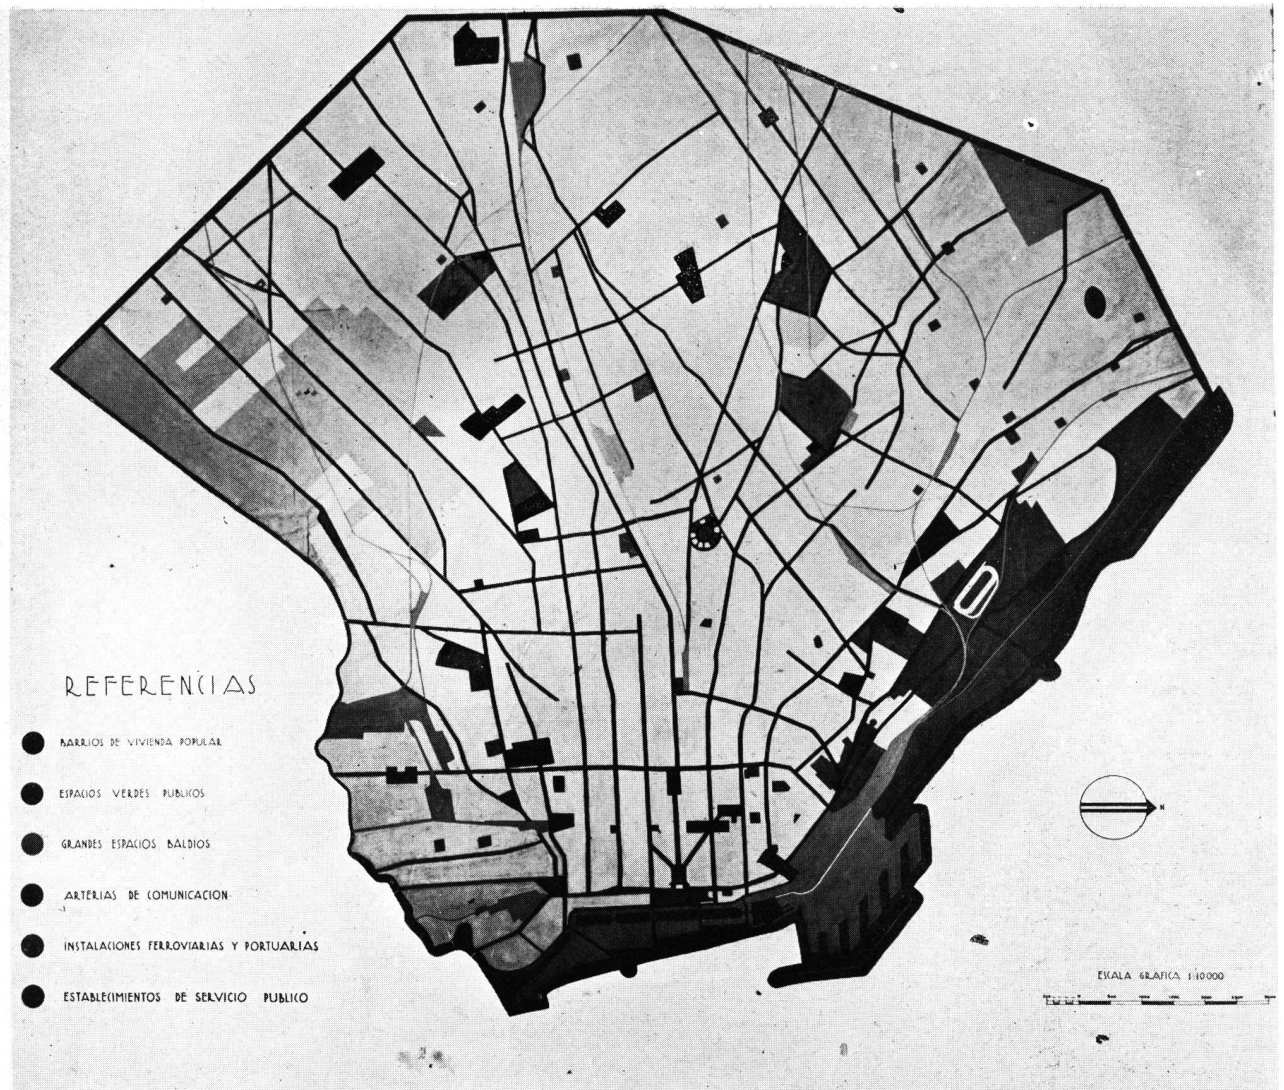 REFERENCIAS
BARRIOS DE VIVIENDA POPULAR
ESPACIOS VERDES PUBLICOS
GRANDES ESPACIOS BALDIOS
ARTERIAS DE COMUNICACION
INSTALACIONES FERROVIARIAS Y PORTUARIAS
ESTABLECIMIENTOS DE SERVICIO PUBLICO
N
ESCALA GRAFICA 1:10000